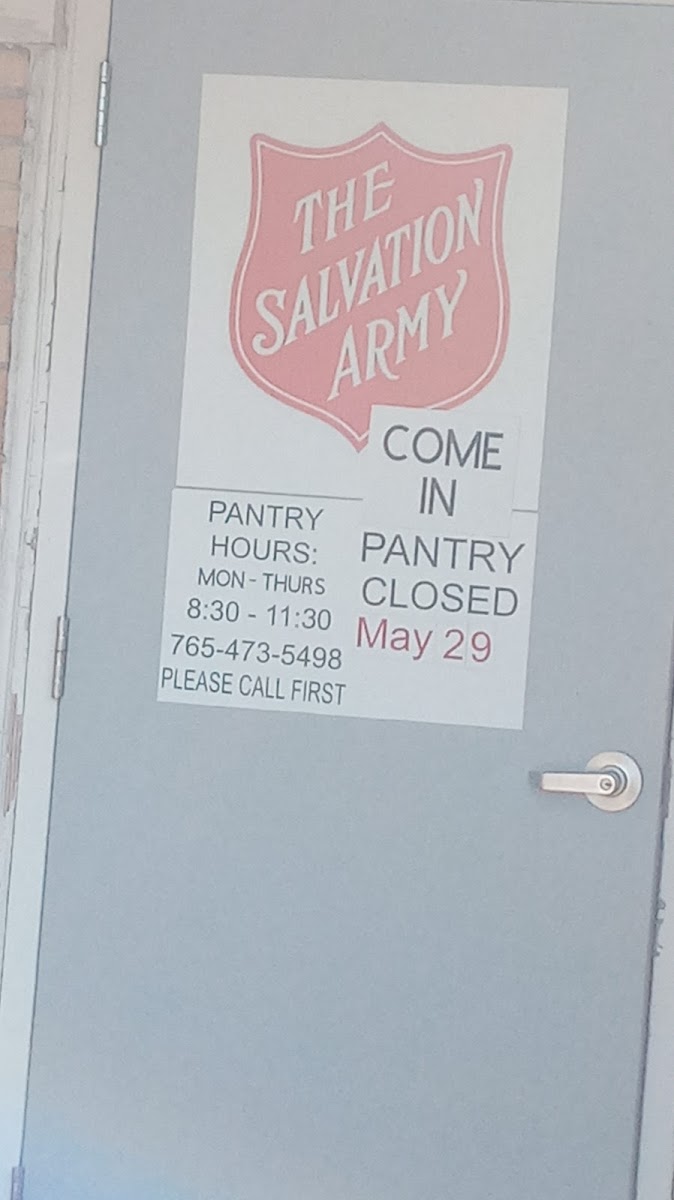 THE
SALVATION
ARMY
COME
IN
PANTRY
HOURS:
MON - THURS
8:30 - 11:30
765-473-5498
PLEASE CALL FIRST
PANTRY
CLOSED
May 29